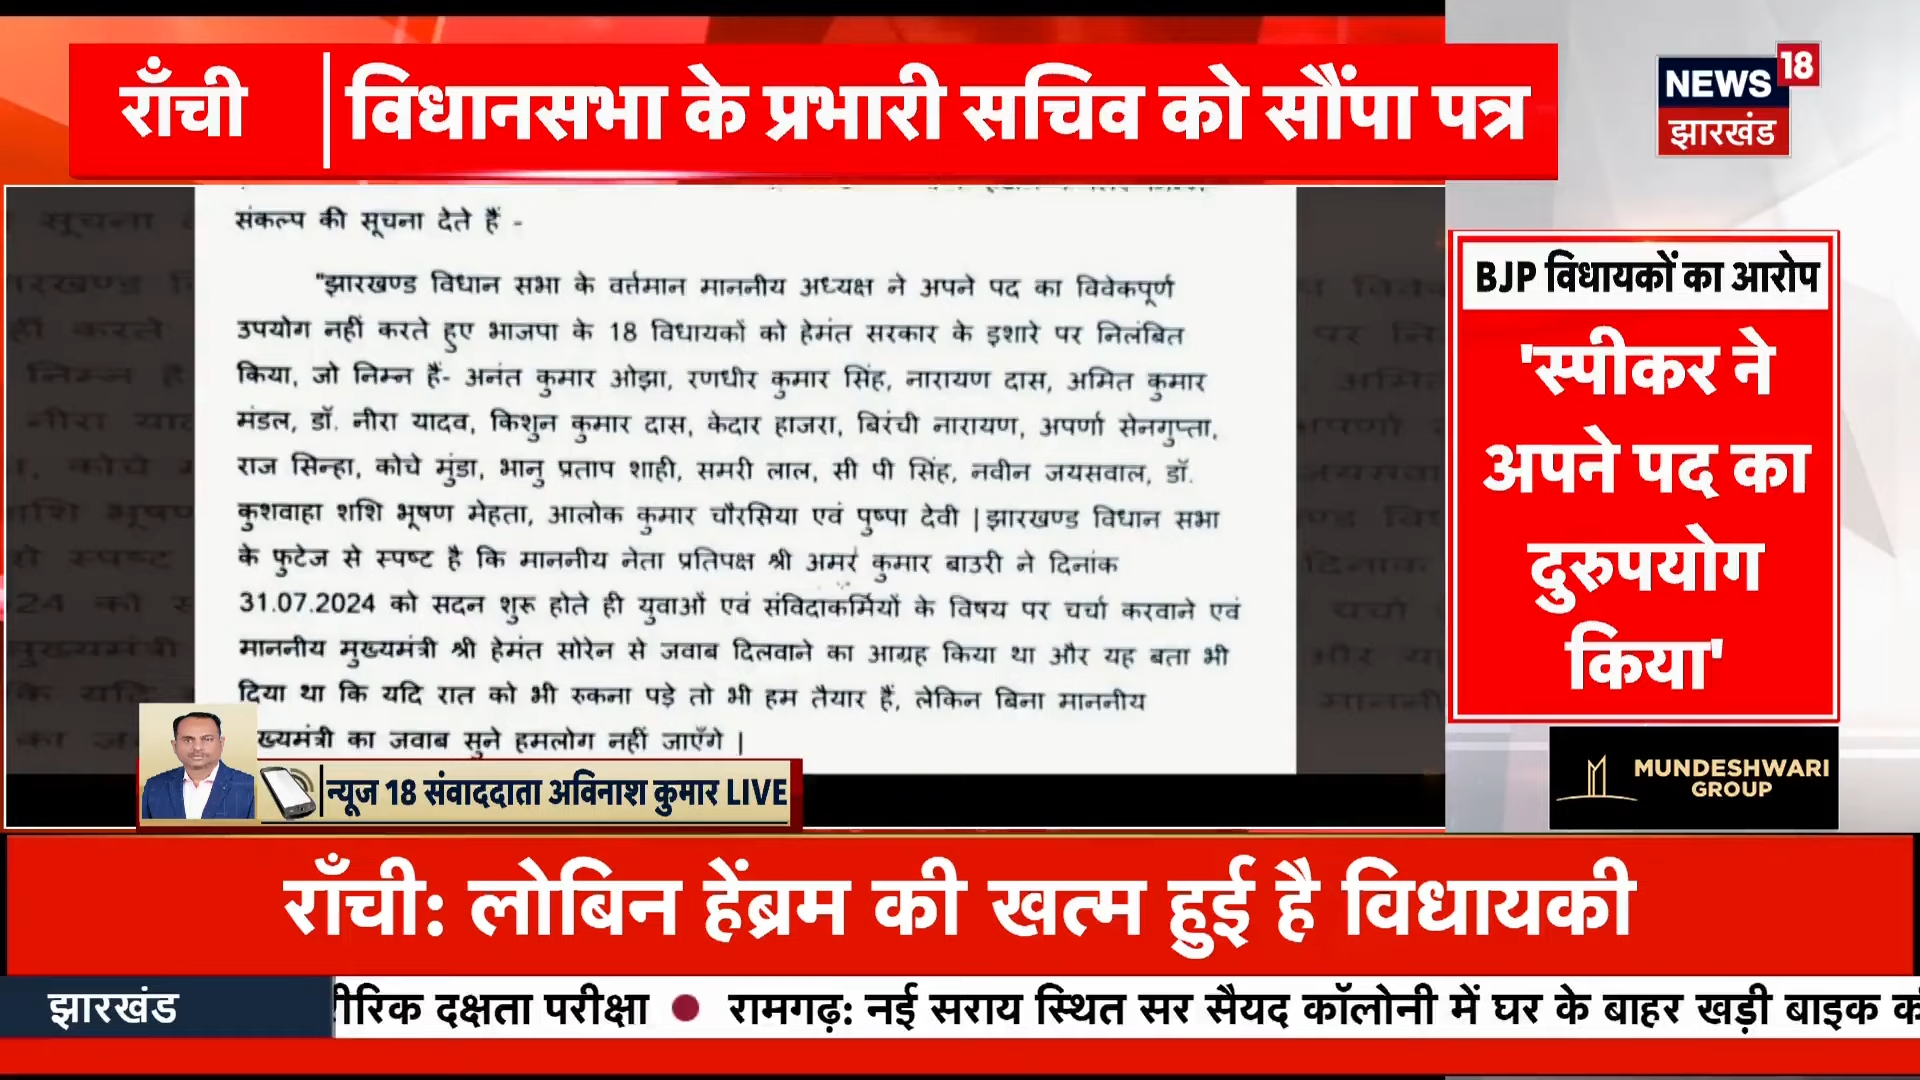 राँची
विधानसभा के प्रभारी सचिव को सौंपा पत्र
NEWS 18
झारखंड
संकल्प की सूचना देते हैं -
"झारखण्ड विधान सभा के वर्तमान माननीय अध्यक्ष ने अपने पद का विवेकपूर्ण
उपयोग नहीं करते हुए भाजपा के 18 विधायकों को हेमंत सरकार के इशारे पर निलंबित
किया, जो निम्न हैं- अनंत कुमार ओझा, रणधीर कुमार सिंह, नारायण दास, अमित कुमार
मंडल, डॉ. नीरा यादव, किशुन कुमार दास, केदार हाजरा, बिरंची नारायण, अपर्णा सेनगुप्ता,
राज सिन्हा, कोचे मुंडा, भानु प्रताप शाही, समरी लाल, सी पी सिंह, नवीन जयसवाल, डॉ.
कुशवाहा शशि भूषण मेहता, आलोक कुमार चौरसिया एवं पुष्पा देवी |झारखण्ड विधान सभा
के फुटेज से स्पष्ट है कि माननीय नेता प्रतिपक्ष श्री अमर कुमार बाउरी ने दिनांक
31.07.2024 को सदन शुरू होते ही युवाओं एवं संविदाकर्मियों के विषय पर चर्चा करवाने एवं
माननीय मुख्यमंत्री श्री हेमंत सोरेन से जवाब दिलवाने का आग्रह किया था और यह बता भी
दिया था कि यदि रात को भी रुकना पड़े तो भी हम तैयार हैं, लेकिन बिना माननीय
ख्यमंत्री का जवाब सुने हमलोग नहीं जाएँगे |
BJP विधायकों का आरोप
'स्पीकर ने
अपने पद का
दुरुपयोग
किया'
MUNDESHWARI
GROUP
न्यूज 18 संवाददाता अविनाश कुमार LIVE
राँची: लोबिन हेंब्रम की खत्म हुई है विधायकी
झारखंड
ीरिक दक्षता परीक्षा ● रामगढ़: नई सराय स्थित सर सैयद कॉलोनी में घर के बाहर खड़ी बाइक क